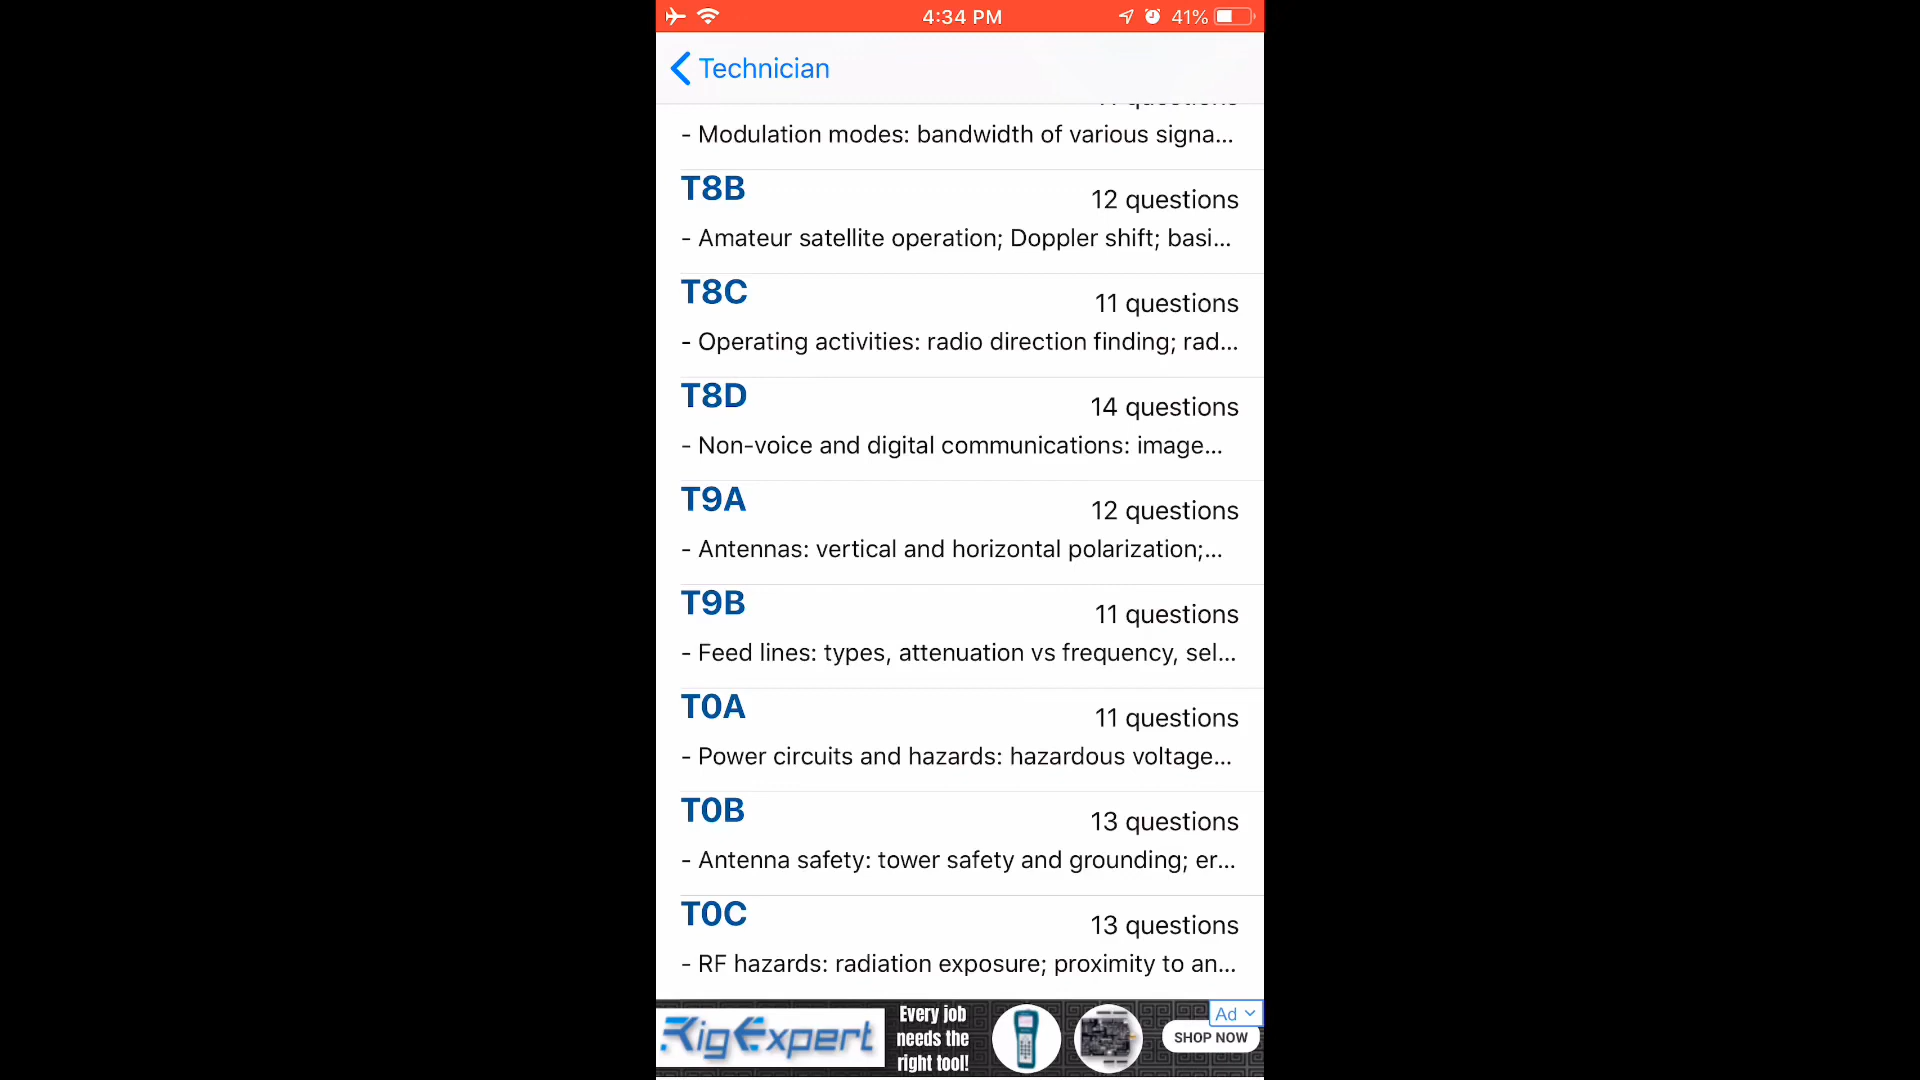 4:34 PM
41%
Technician
questions
- Modulation modes: bandwidth of various signa...
T8B
12 questions
- Amateur satellite operation; Doppler shift; basi...
T8C
11 questions
- Operating activities: radio direction finding; rad...
T8D
14 questions
- Non-voice and digital communications: image...
T9A
12 questions
- Antennas: vertical and horizontal polarization;...
T9B
11 questions
- Feed lines: types, attenuation vs frequency, sel...
T0A
11 questions
- Power circuits and hazards: hazardous voltage...
T0B
13 questions
- Antenna safety: tower safety and grounding; er...
T0C
13 questions
- RF hazards: radiation exposure; proximity to an...
RigExpert
Every job
needs the
right tool!
Ad
SHOP NOW